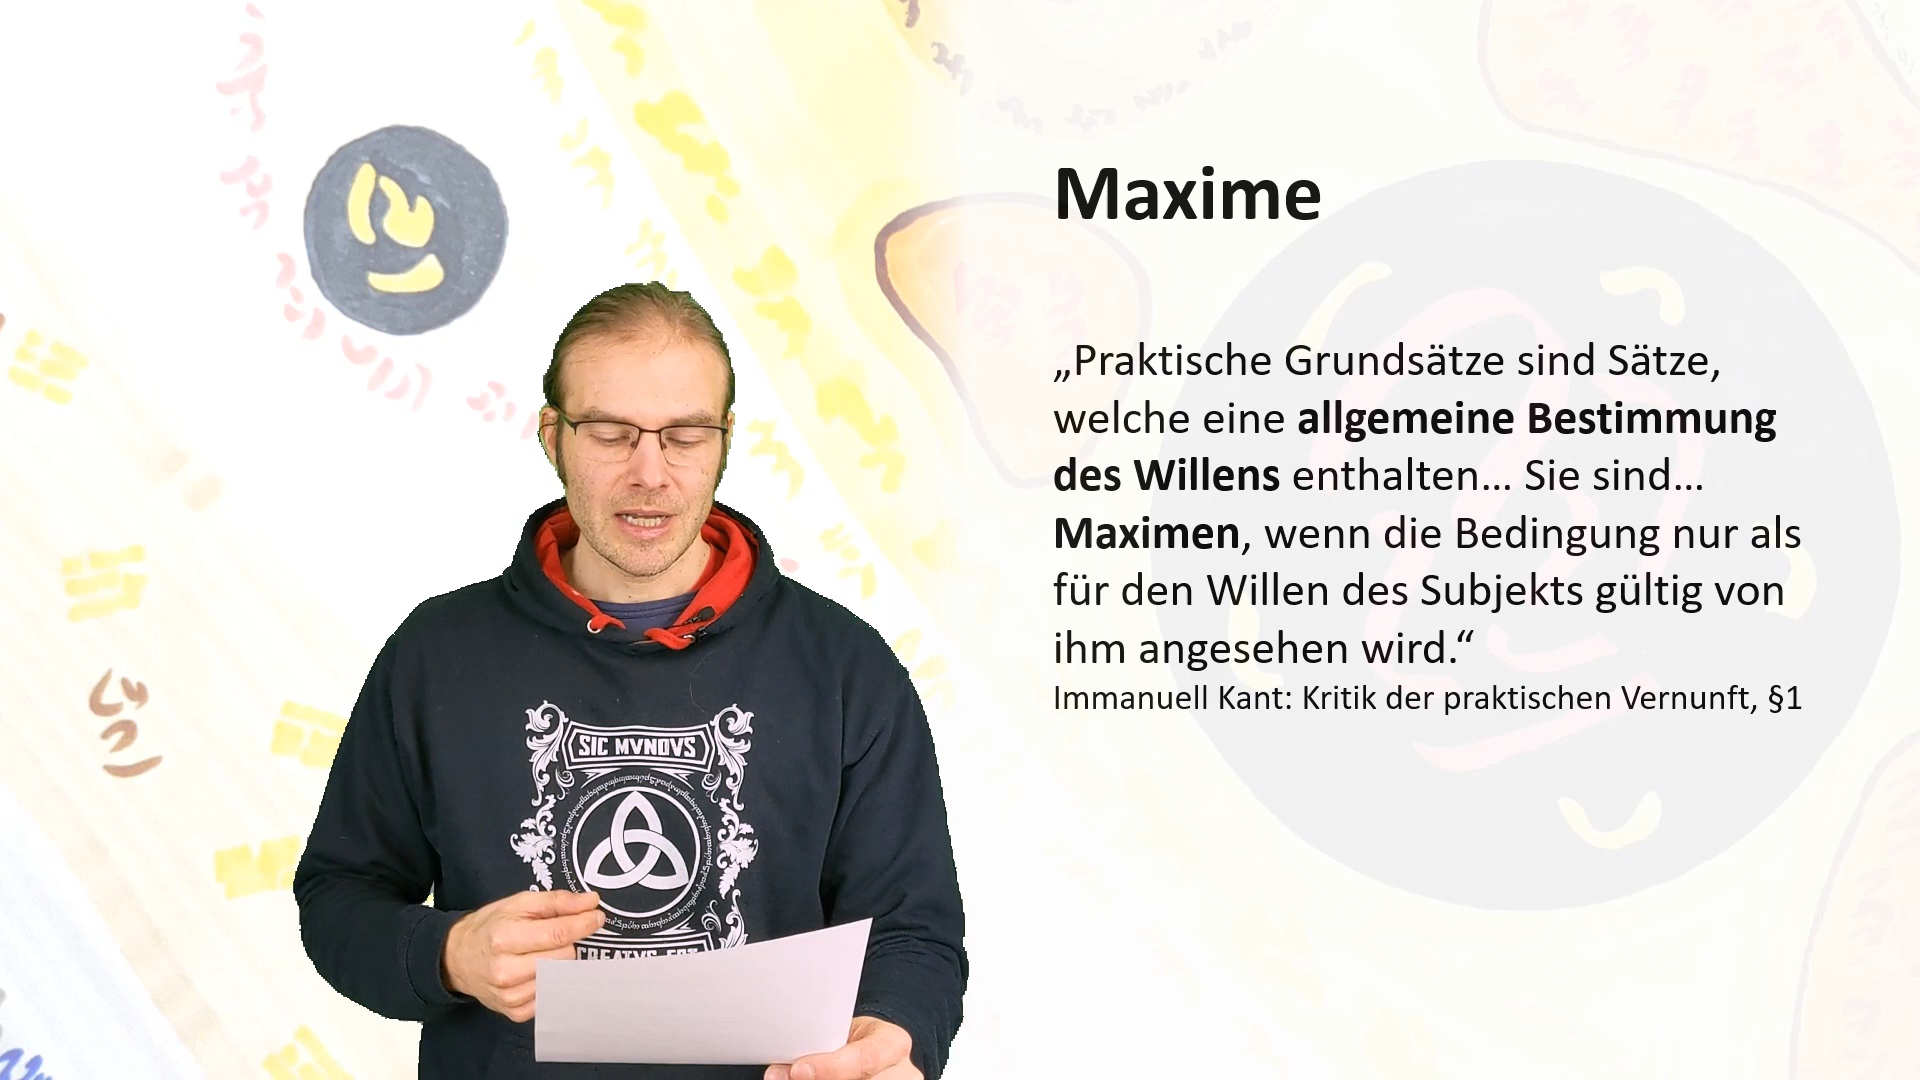 Maxime
„Praktische Grundsätze sind Sätze,
welche eine allgemeine Bestimmung
des Willens enthalten… Sie sind…
Maximen, wenn die Bedingung nur als
für den Willen des Subjekts gültig von
ihm angesehen wird.“
Immanuell Kant: Kritik der praktischen Vernunft, §1
SIC MVNDVS
CREATVS EST